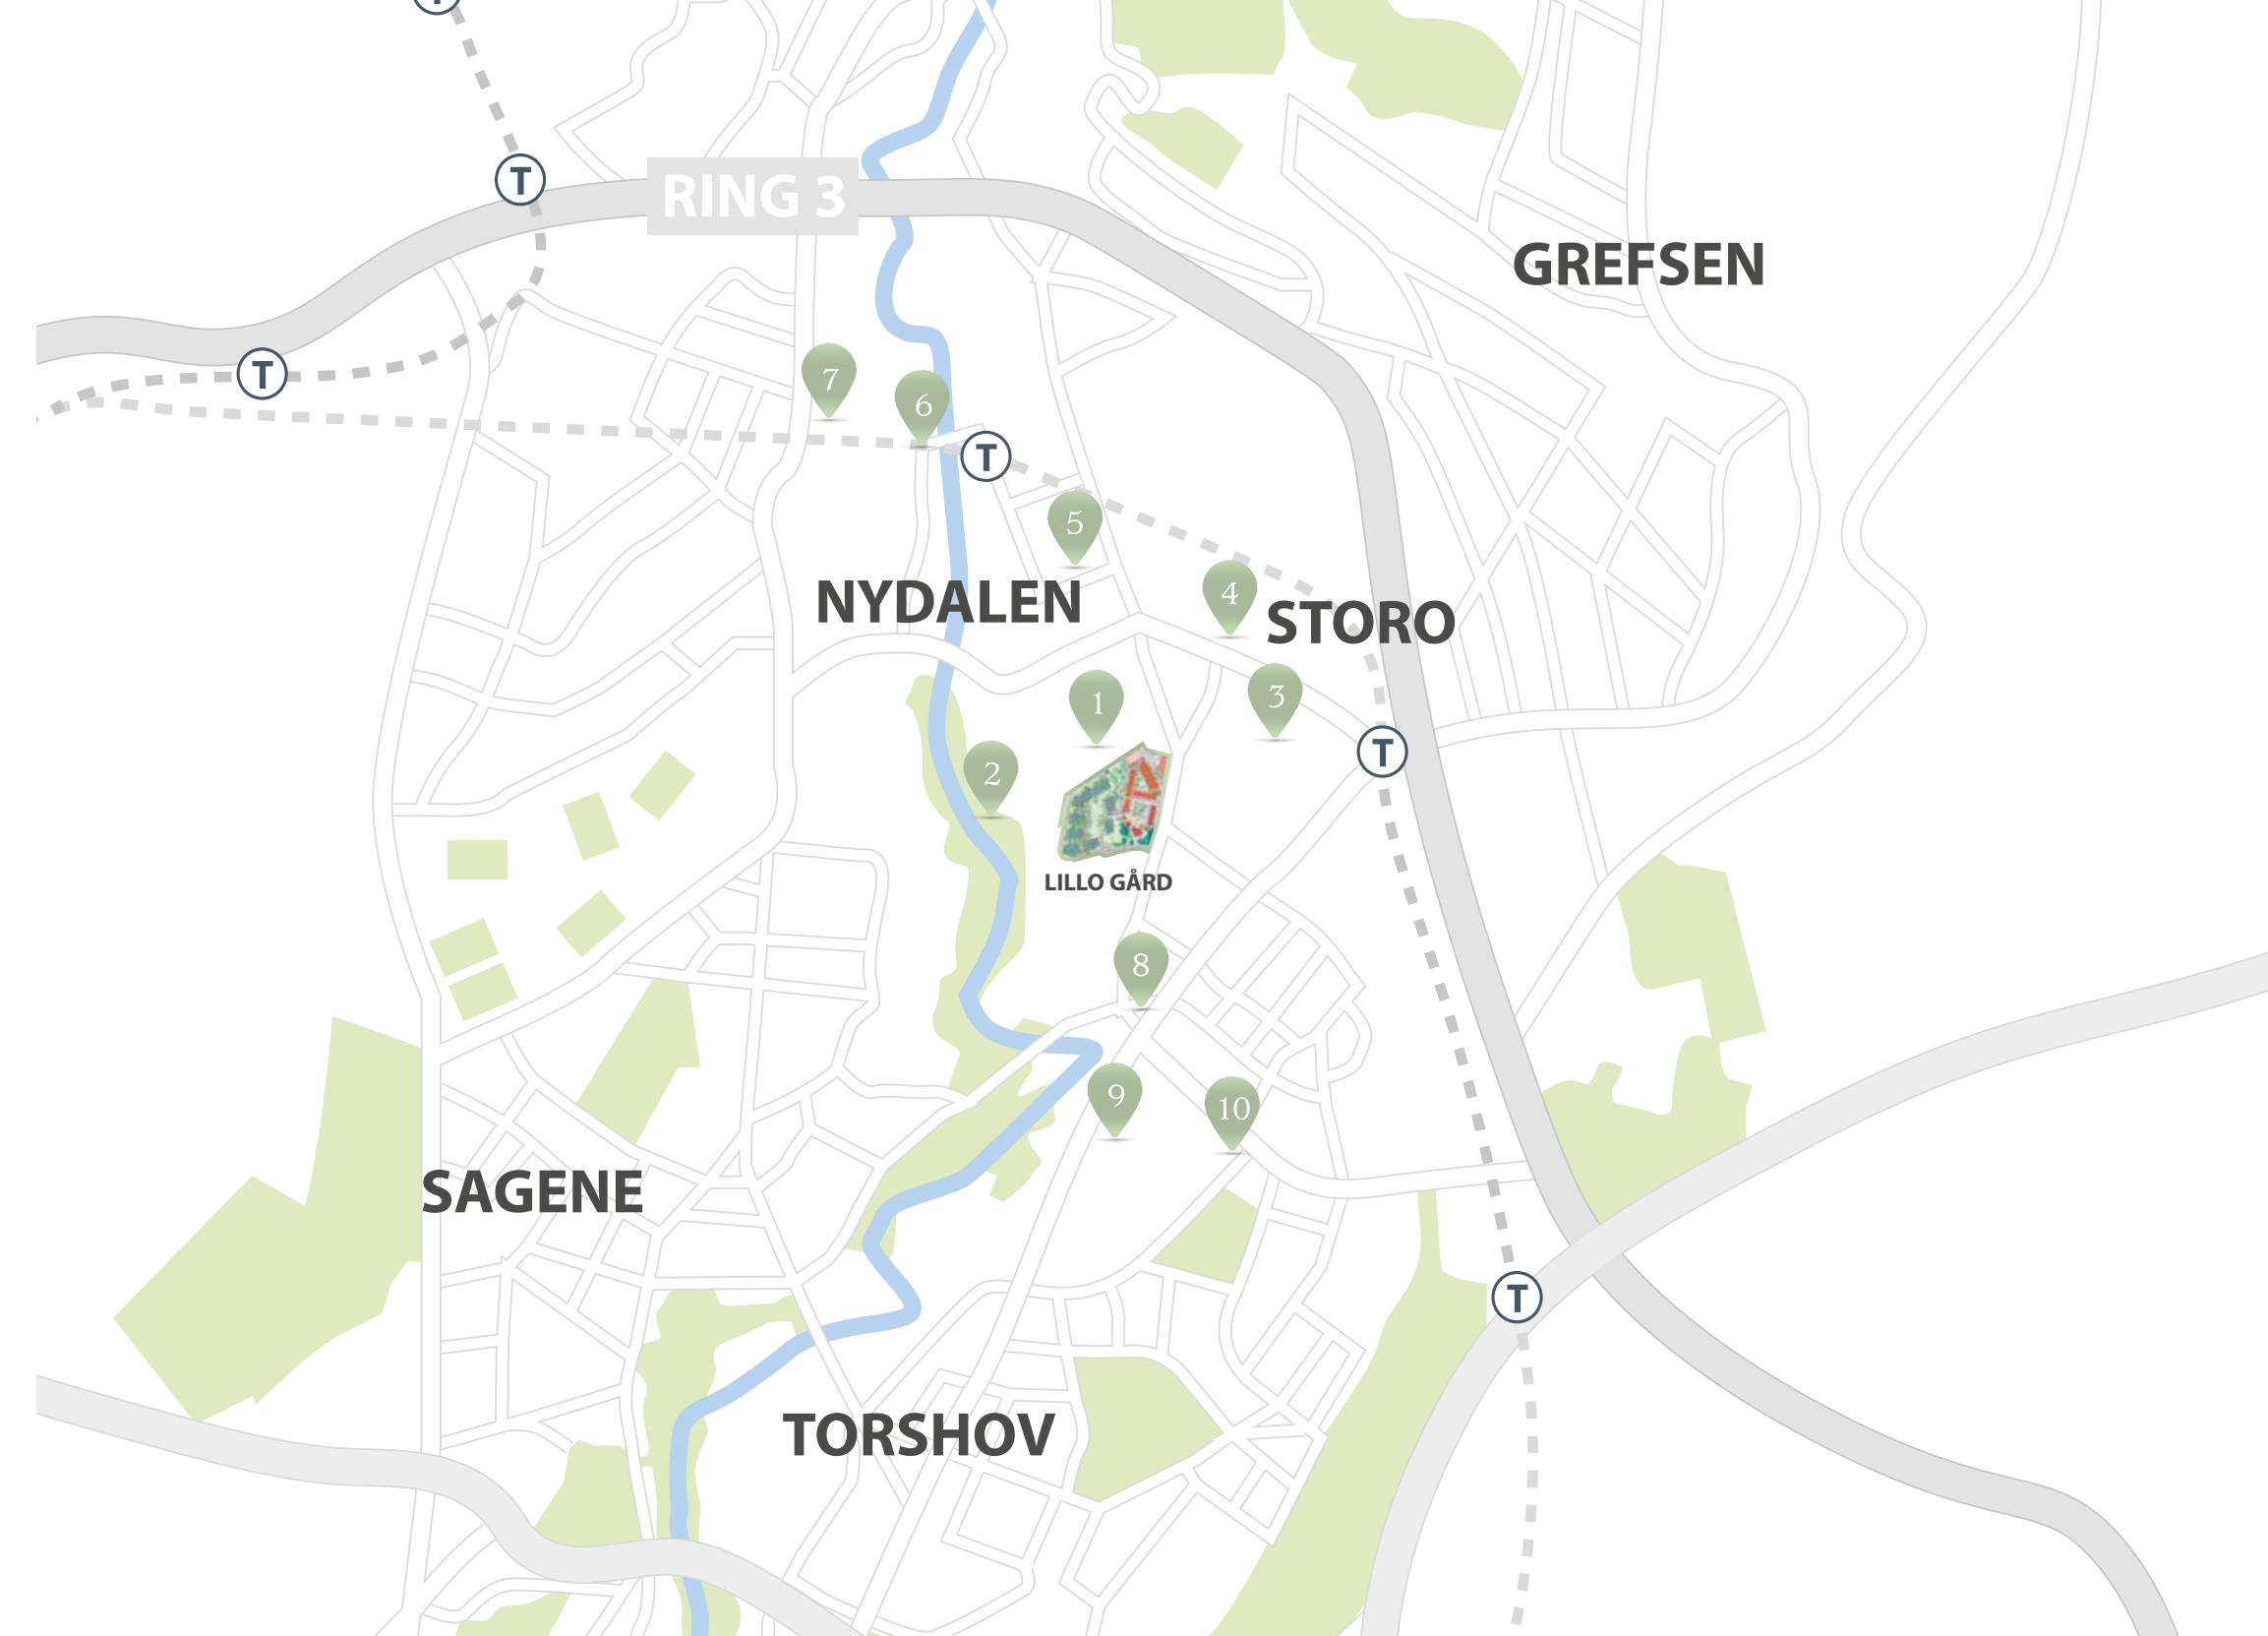 T
T
RING 3
GREFSEN
T
7
6
T
5
4
NYDALEN
STORO
1
3
2
T
LILLO GÅRD
8
9
10
SAGENE
T
TORSHOV